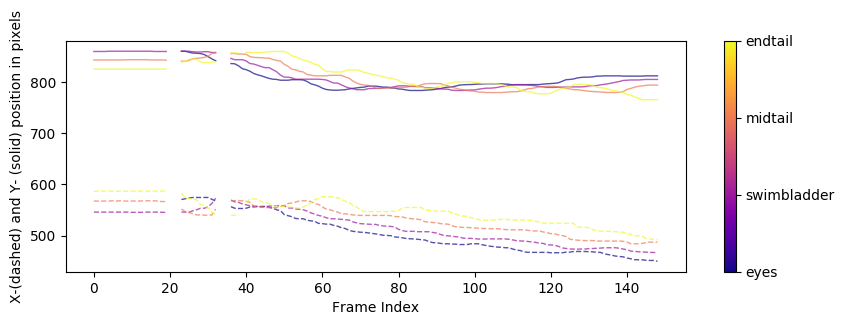 X-(dashed) and Y- (solid) position in pixels
800
700
600
500
0 20 40 60 80 100 120 140
Frame Index
endtail
midtail
swimbladder
eyes